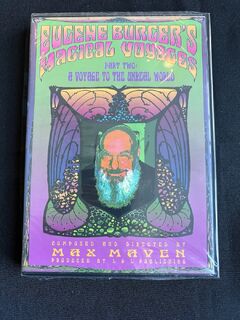 EUGENE BURGER'S
MAGICAL VOYAGES
PART TWO:
A VOYAGE TO THE UNREAL WORLD
COMPOSED AND DIRECTED BY
MAX MAVEN
PRODUCED BY L & L PUBLISHING